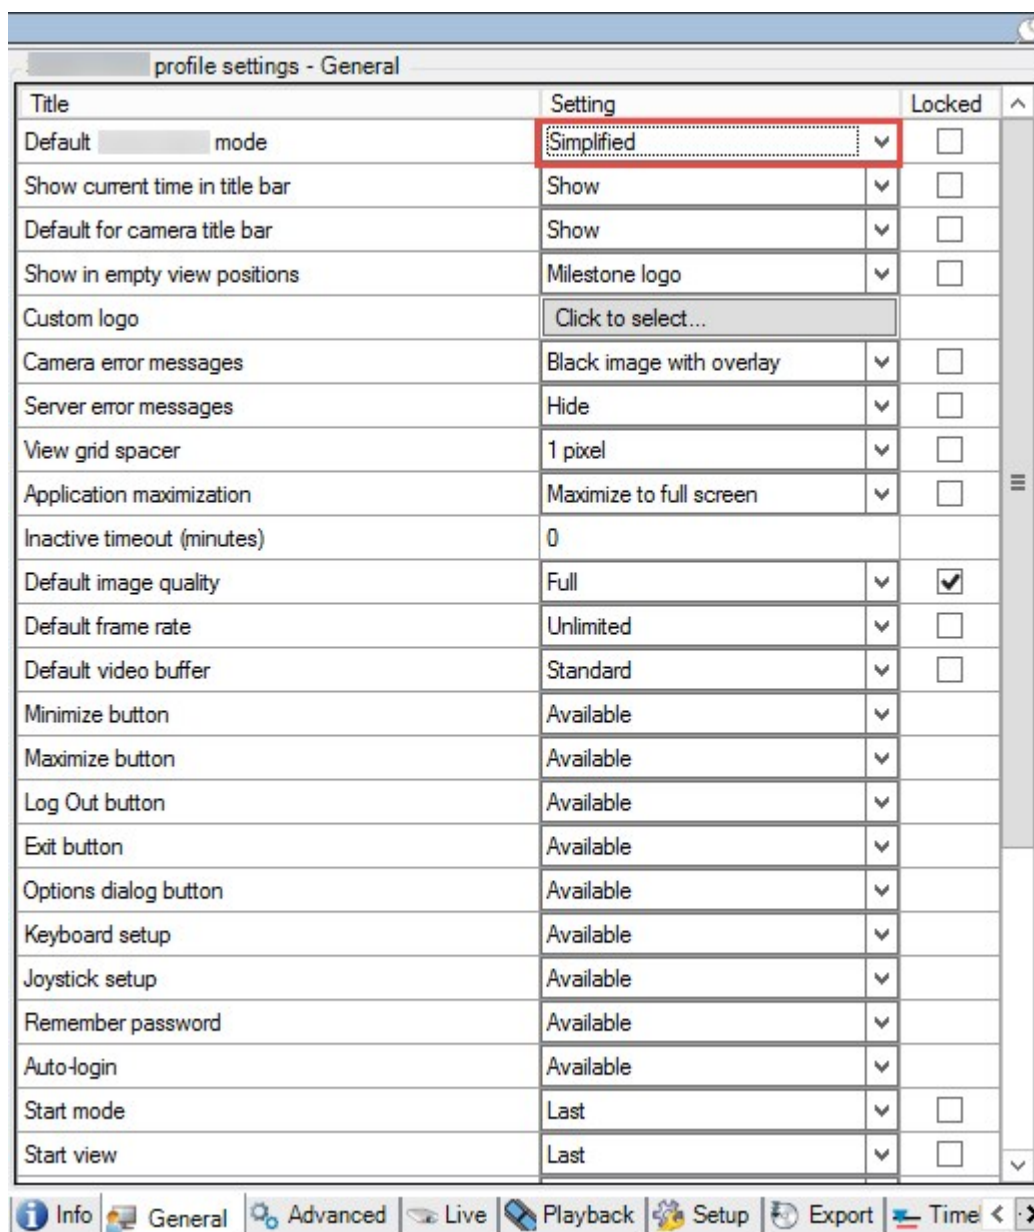 profile settings - General
Title Setting Locked
Default mode Simplified
Show current time in title bar Show
Default for camera title bar Show
Show in empty view positions Milestone logo
Custom logo Click to select...
Camera error messages Black image with overlay
Server error messages Hide
View grid spacer 1 pixel
Application maximization Maximize to full screen
Inactive timeout (minutes) 0
Default image quality Full
Default frame rate Unlimited
Default video buffer Standard
Minimize button Available
Maximize button Available
Log Out button Available
Exit button Available
Options dialog button Available
Keyboard setup Available
Joystick setup Available
Remember password Available
Auto-login Available
Start mode Last
Start view Last
Info General Advanced Live Playback Setup Export Time